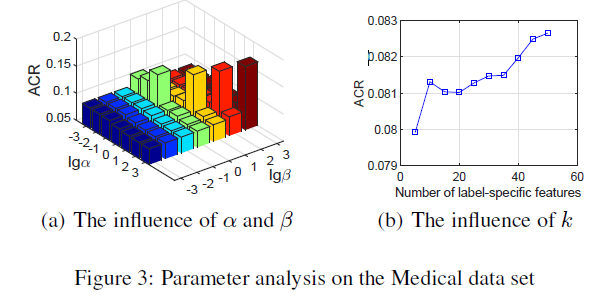 0.2
0.15
0.1
0.05
ACR
-3
-2
-1
0
1
2
3
lgα
-3
-2
-1
0
1
2
3
lgβ
(a) The influence of α and β
0.083
0.082
0.081
0.08
0.079
ACR
0 20 40 60
Number of label-specific features
(b) The influence of k
Figure 3: Parameter analysis on the Medical data set